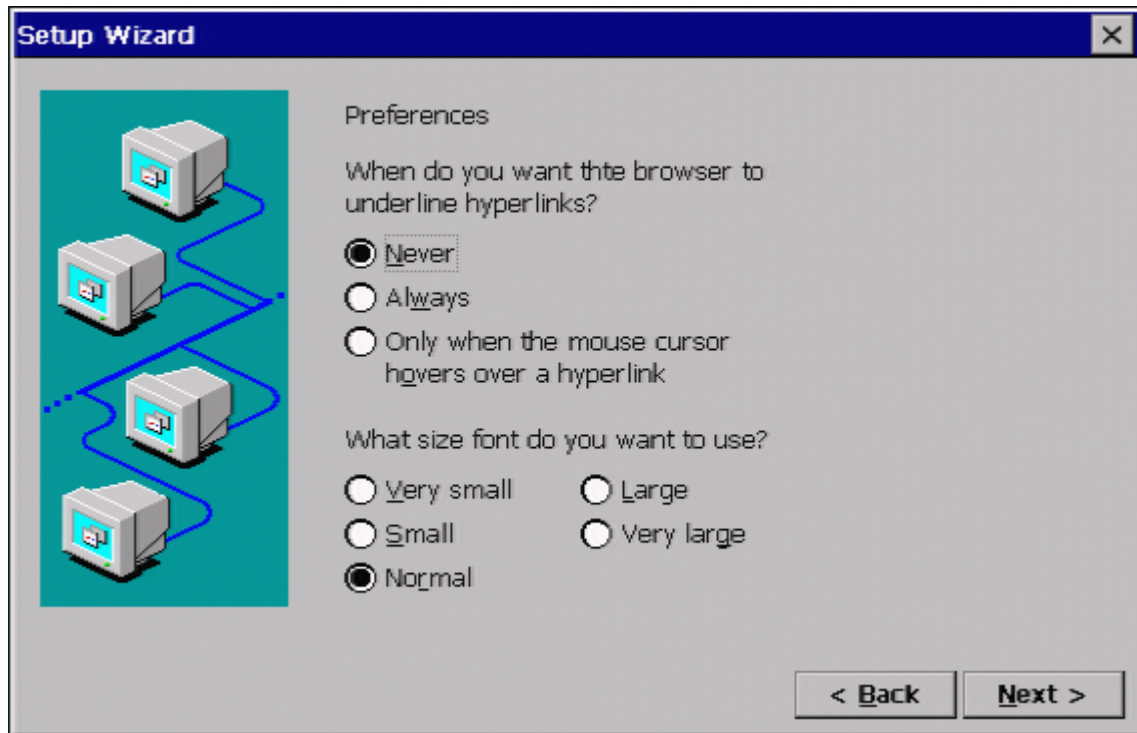 Setup Wizard
Preferences
When do you want thte browser to
underline hyperlinks?
Never
Always
Only when the mouse cursor
hovers over a hyperlink
What size font do you want to use?
Very small
Large
Small
Very large
Normal
< Back
Next >